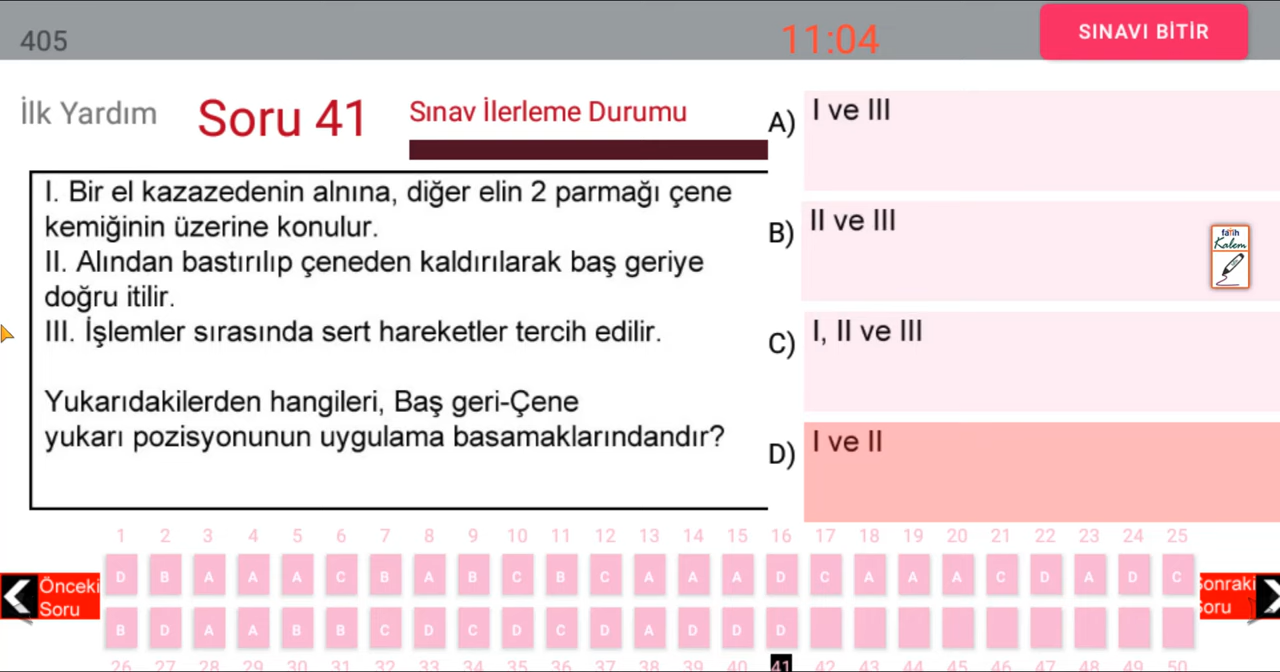 405
11:04
SINAVI BİTİR
İlk Yardım
Soru 41
Sınav İlerleme Durumu
I. Bir el kazazedenin alnına, diğer elin 2 parmağı çene
kemiğinin üzerine konulur.
II. Alından bastırılıp çeneden kaldırılarak baş geriye
doğru itilir.
III. İşlemler sırasında sert hareketler tercih edilir.
Yukarıdakilerden hangileri, Baş geri-Çene
yukarı pozisyonunun uygulama basamaklarındandır?
A) I ve III
B) II ve III
C) I, II ve III
D) I ve II
fatih
Kalem
1 2 3 4 5 6 7 8 9 10 11 12 13 14 15 16 17 18 19 20 21 22 23 24 25
D B A A A C B A B C B C A A A D C A A A C D A D C
Önceki
Soru
Sonraki
Soru
B D A A B B C D C D C D A D D D
26 27 28 29 30 31 32 33 34 35 36 37 38 39 40 41 42 43 44 45 46 47 48 49 50